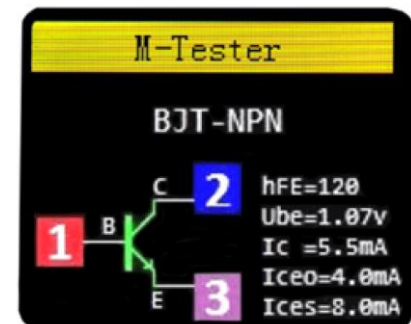 M-Tester
BJT-NPN
C 2 hFE=120
Ube=1.07v
1 B Ic =5.5mA
Iceo=4.0mA
E 3 Ices=8.0mA